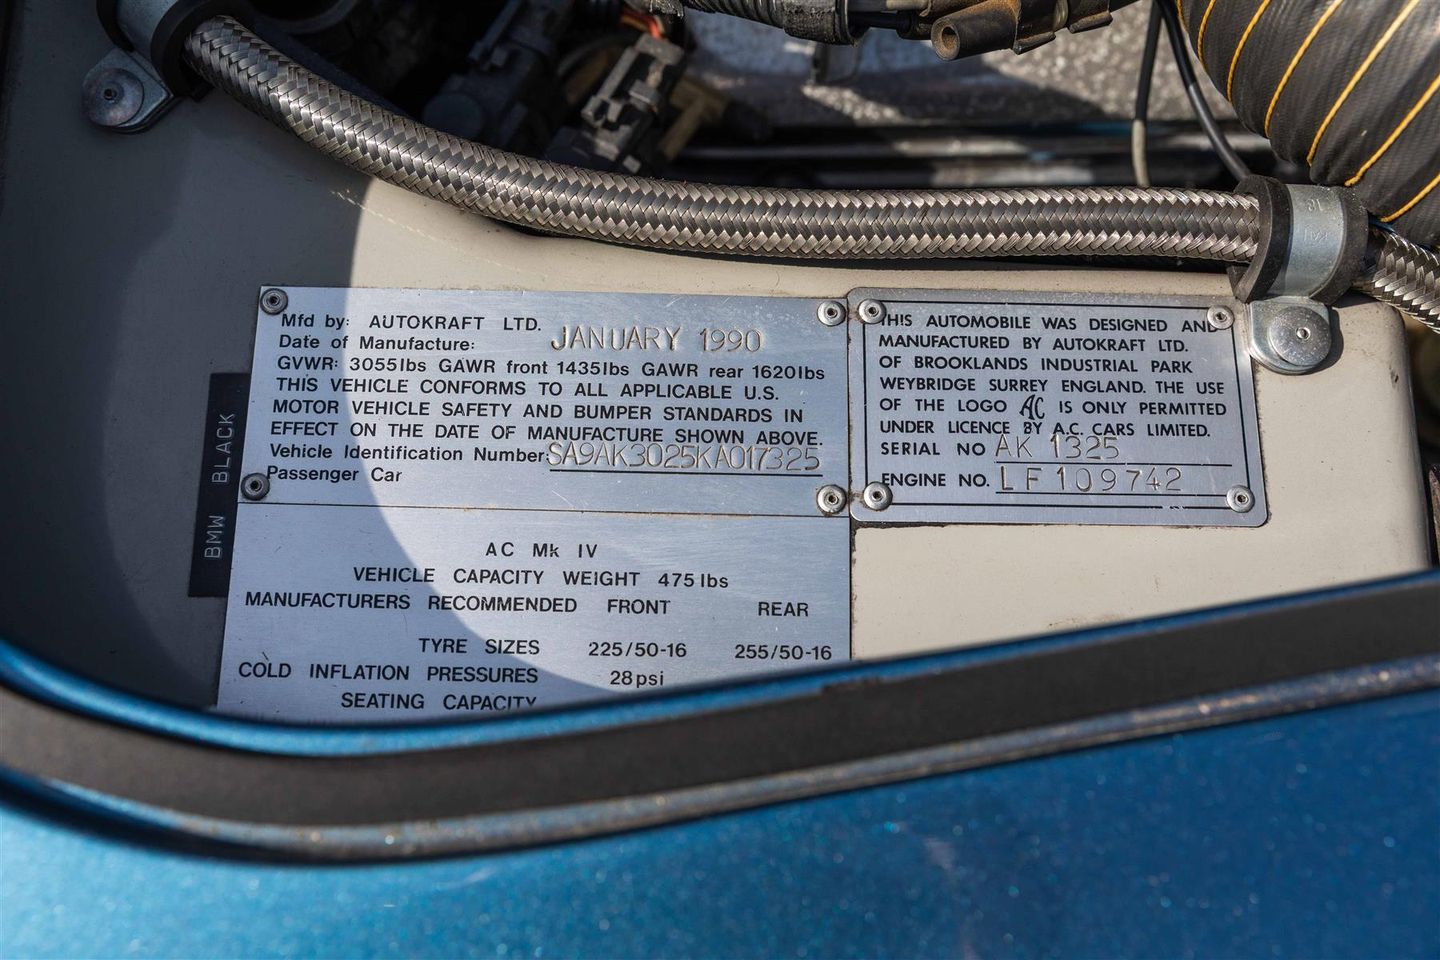 Mfd by: AUTOKRAFT LTD.
Date of Manufacture: JANUARY 1990
GVWR: 3055lbs GAWR front 1435lbs GAWR rear 1620lbs
THIS VEHICLE CONFORMS TO ALL APPLICABLE U.S.
MOTOR VEHICLE SAFETY AND BUMPER STANDARDS IN
EFFECT ON THE DATE OF MANUFACTURE SHOWN ABOVE.
Vehicle Identification Number: SA9AK3025KA017325
Passenger Car
THIS AUTOMOBILE WAS DESIGNED AND
MANUFACTURED BY AUTOKRAFT LTD.
OF BROOKLANDS INDUSTRIAL PARK
WEYBRIDGE SURREY ENGLAND. THE USE
OF THE LOGO AC IS ONLY PERMITTED
UNDER LICENCE BY A.C. CARS LIMITED.
SERIAL NO AK 1325
ENGINE NO. LF109742
BMW BLACK
AC Mk IV
VEHICLE CAPACITY WEIGHT 475lbs
MANUFACTURERS RECOMMENDED FRONT REAR
TYRE SIZES 225/50-16 255/50-16
COLD INFLATION PRESSURES 28psi
SEATING CAPACITY